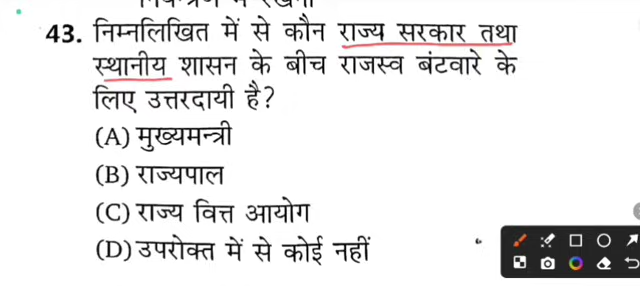 43. निम्नलिखित में से कौन राज्य सरकार तथा
स्थानीय शासन के बीच राजस्व बंटवारे के
लिए उत्तरदायी है?
(A) मुख्यमन्त्री
(B) राज्यपाल
(C) राज्य वित्त आयोग
(D) उपरोक्त में से कोई नहीं